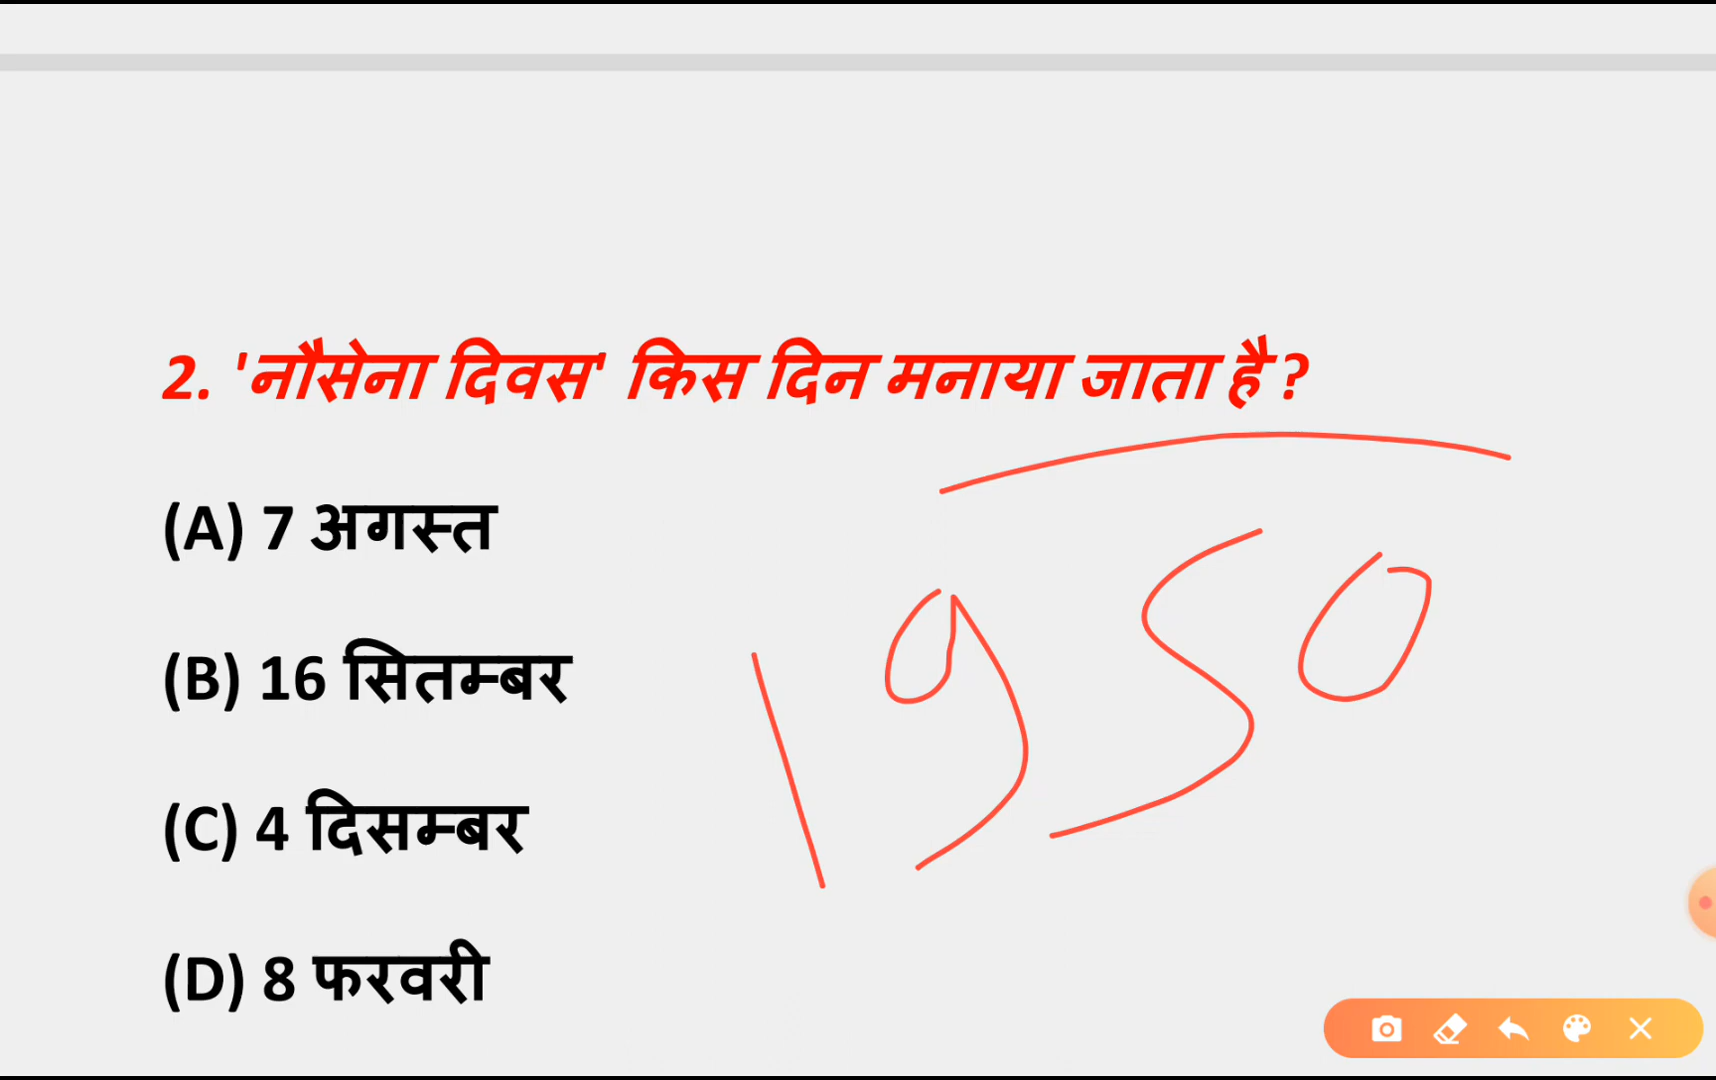 2. 'नौसेना दिवस' किस दिन मनाया जाता है ?
(A) 7 अगस्त
(B) 16 सितम्बर
(C) 4 दिसम्बर
(D) 8 फरवरी
1950